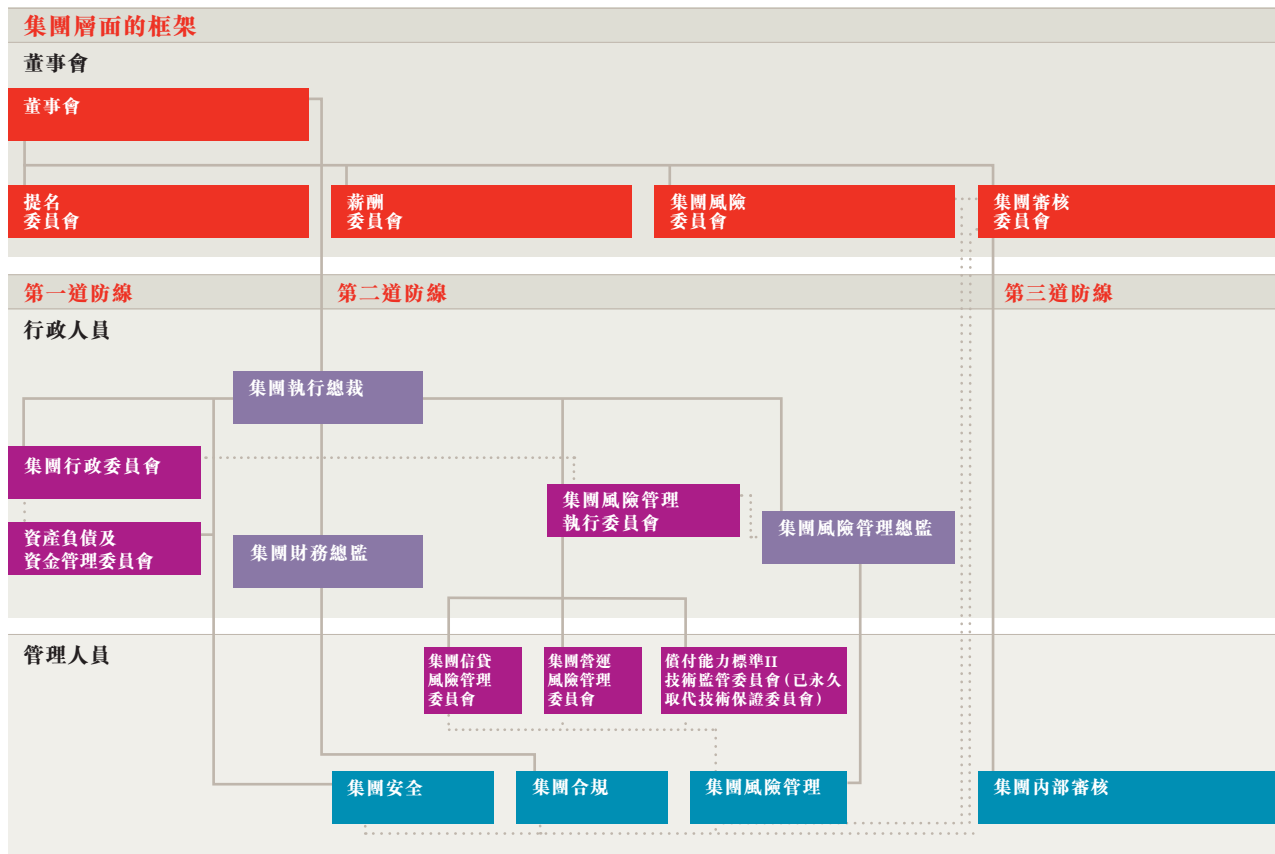 集團層面的框架
董事會
董事會
提名
委員會
薪酬
委員會
集團風險
委員會
集團審核
委員會
第一道防線
第二道防線
第三道防線
行政人員
集團執行總裁
集團行政委員會
集團風險管理
執行委員會
集團風險管理總監
資產負債及
資金管理委員會
集團財務總監
管理人員
集團信貸
風險管理
委員會
集團營運
風險管理
委員會
償付能力標準II
技術監管委員會(已永久
取代技術保證委員會)
集團安全
集團合規
集團風險管理
集團內部審核